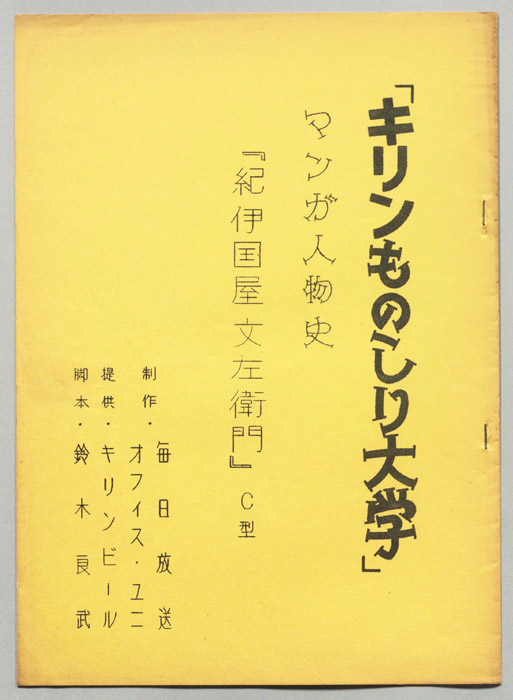 「キリンものしり大学」
マンガ人物史
『紀伊国屋文左衛門』C型
毎日放送
制作・オフィス・ユニ
提供・キリンビール
脚本・鈴木良武